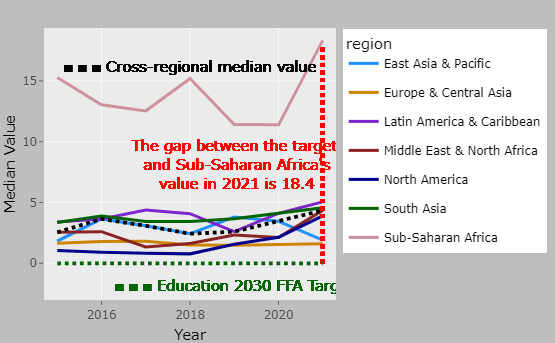 region
East Asia & Pacific
Europe & Central Asia
Latin America & Caribbean
Middle East & North Africa
North America
South Asia
Sub-Saharan Africa
Cross-regional median value
The gap between the target
and Sub-Saharan Africa's
value in 2021 is 18.4
Education 2030 FFA Targ
Median Value
15
10
5
0
2016
2018
2020
Year